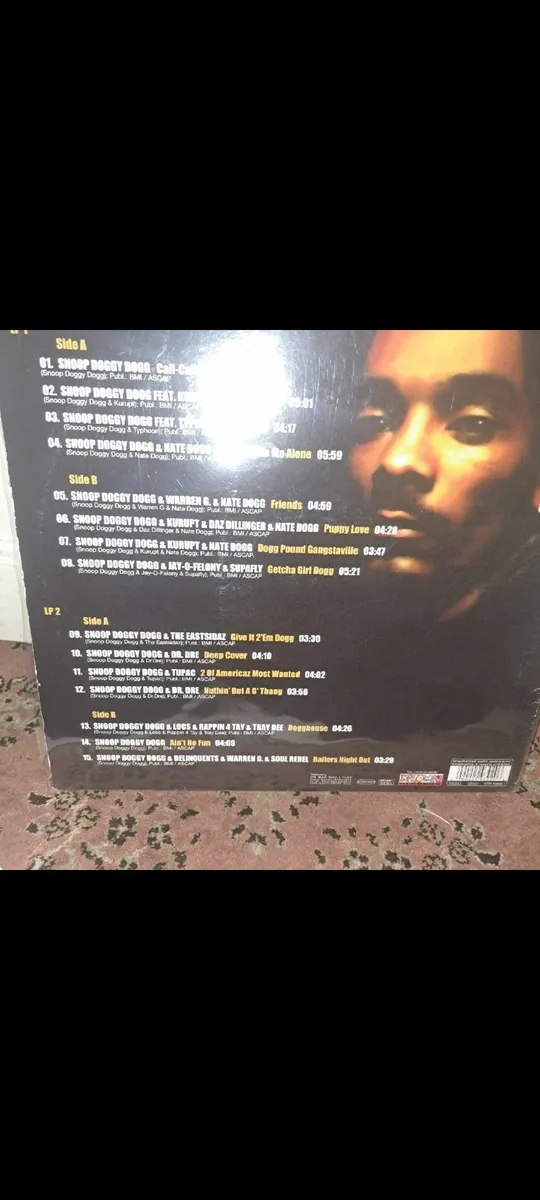 Side A
01. SNOOP DOGGY DOGG
(Snoop Doggy Dogg); Publ.: BMI / ASCAP
02. SNOOP DOGGY DOGG FEAT.
(Snoop Doggy Dogg & Kurupt); Publ.: BMI / ASCAP
03. SNOOP DOGGY DOGG FEAT. 04:17
(Snoop Doggy Dogg & Typhoon); Publ.: BMI / ASCAP
04. SNOOP DOGGY DOGG & NATE DOGG Me Alone 05:59
(Snoop Doggy Dogg & Nate Dogg); Publ.: BMI / ASCAP
Side B
05. SNOOP DOGGY DOGG & WARREN G. & NATE DOGG Friends 04:59
(Snoop Doggy Dogg & Warren G & Nate Dogg); Publ.: BMI / ASCAP
06. SNOOP DOGGY DOGG & KURUPT & DAZ DILLINGER & NATE DOGG Puppy Love 04:28
(Snoop Doggy Dogg & Daz Dillinger & Nate Dogg); Publ.: BMI / ASCAP
07. SNOOP DOGGY DOGG & KURUPT & NATE DOGG Dogg Pound Gangstaville 03:47
(Snoop Doggy Dogg & Kurupt & Nate Dogg); Publ.: BMI / ASCAP
08. SNOOP DOGGY DOGG & JAY-O-FELONY & SUPAFLY Getcha Girl Dogg 05:21
(Snoop Doggy Dogg & Jay-O-Felony & Supafly); Publ.: BMI / ASCAP
LP 2
Side A
09. SNOOP DOGGY DOGG & THE EASTSIDAZ Give It 2'Em Dogg 03:30
(Snoop Doggy Dogg & The Eastsidaz); Publ.: BMI / ASCAP
10. SNOOP DOGGY DOGG & DR. DRE Deep Cover 04:10
(Snoop Doggy Dogg & Dr.Dre); Publ.: BMI / ASCAP
11. SNOOP DOGGY DOGG & TUPAC 2 Of Americaz Most Wanted 04:02
(Snoop Doggy Dogg & Tupac); Publ.: BMI / ASCAP
12. SNOOP DOGGY DOGG & DR. DRE Nuthin' But A G' Thang 03:58
(Snoop Doggy Dogg & Dr.Dre); Publ.: BMI / ASCAP
Side B
13. SNOOP DOGGY DOGG & LOCS & RAPPIN 4 TAY & TRAY DEE Dogghouse 04:26
(Snoop Doggy Dogg & Locs & Rappin 4 Tay & Tray Dee); Publ.: BMI / ASCAP
14. SNOOP DOGGY DOGG Ain't No Fun 04:09
(Snoop Doggy Dogg); Publ.: BMI / ASCAP
15. SNOOP DOGGY DOGG & DELINQUENTS & WARREN G. & SOUL REBEL Ballers Night Out 03:29
(Snoop Doggy Dogg); Publ.: BMI / ASCAP